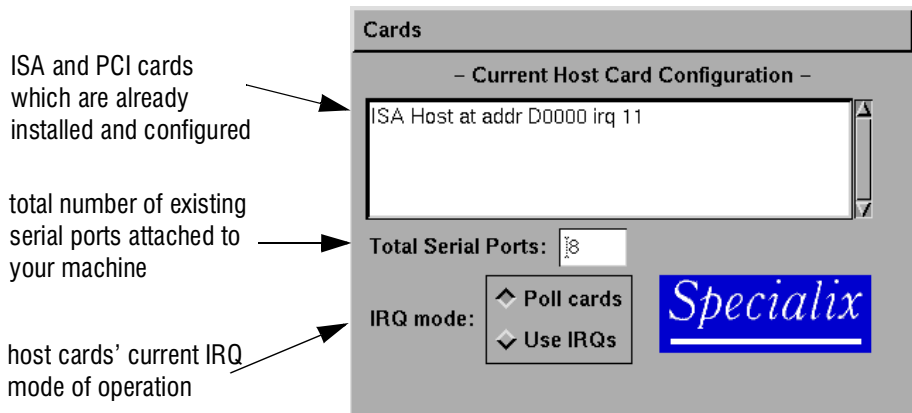 Cards
– Current Host Card Configuration –
ISA and PCI cards
which are already
installed and configured
ISA Host at addr D0000 irq 11
total number of existing
serial ports attached to
your machine
Total Serial Ports: 8
IRQ mode:
Poll cards
Use IRQs
Specialix
host cards’ current IRQ
mode of operation